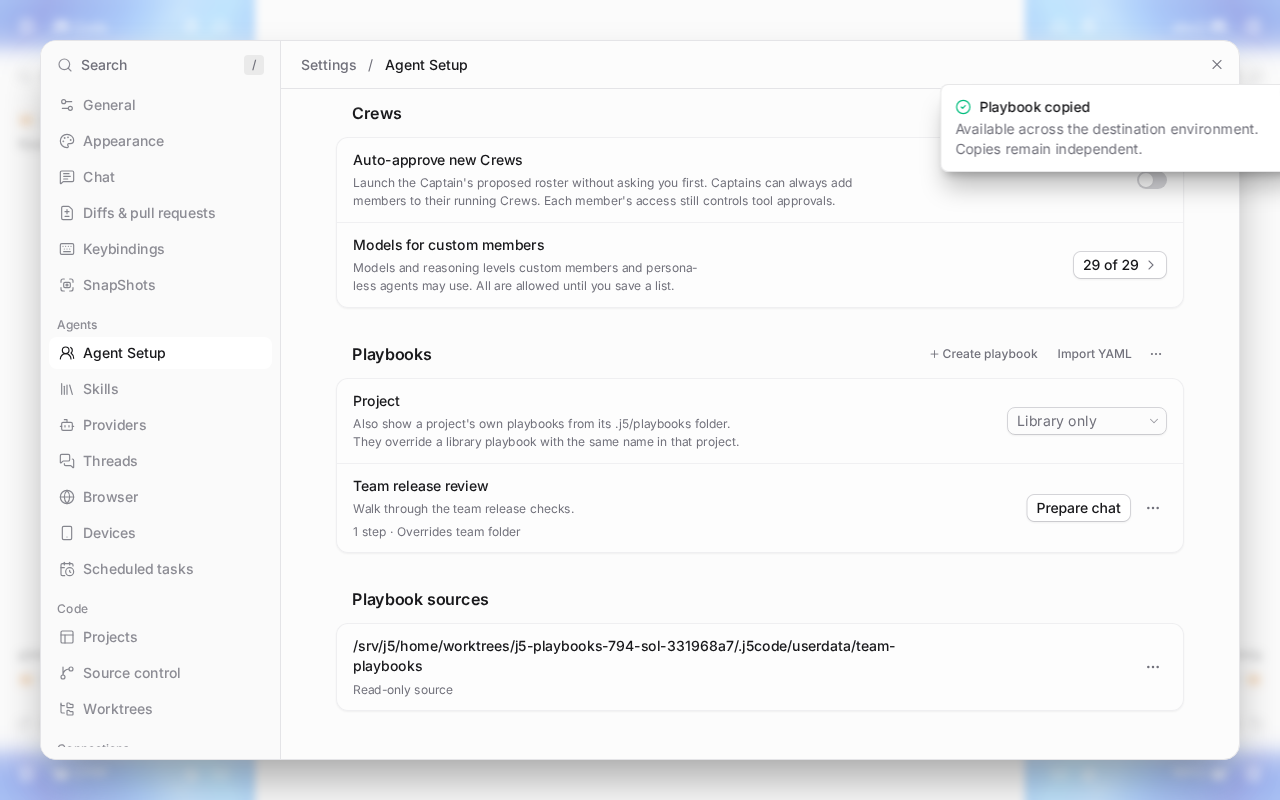 Search
/
General
Appearance
Chat
Diffs & pull requests
Keybindings
SnapShots
Agents
Agent Setup
Skills
Providers
Threads
Browser
Devices
Scheduled tasks
Code
Projects
Source control
Worktrees
Settings / Agent Setup
Playbook copied
Available across the destination environment.
Copies remain independent.
Crews
Auto-approve new Crews
Launch the Captain's proposed roster without asking you first. Captains can always add
members to their running Crews. Each member's access still controls tool approvals.
Models for custom members
Models and reasoning levels custom members and persona-
less agents may use. All are allowed until you save a list.
29 of 29
Playbooks
+ Create playbook
Import YAML
Project
Also show a project's own playbooks from its .j5/playbooks folder.
They override a library playbook with the same name in that project.
Library only
Team release review
Walk through the team release checks.
1 step · Overrides team folder
Prepare chat
Playbook sources
/srv/j5/home/worktrees/j5-playbooks-794-sol-331968a7/.j5code/userdata/team-
playbooks
Read-only source